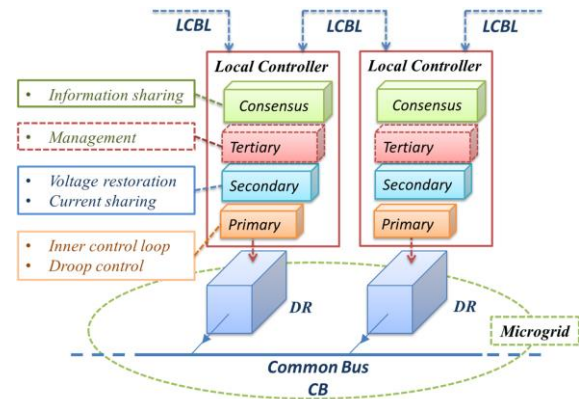 LCBL
LCBL
LCBL
Local Controller
Local Controller
• Information sharing
Consensus
Consensus
• Management
Tertiary
Tertiary
• Voltage restoration
• Current sharing
Secondary
Secondary
• Inner control loop
• Droop control
Primary
Primary
DR
DR
Microgrid
Common Bus
CB